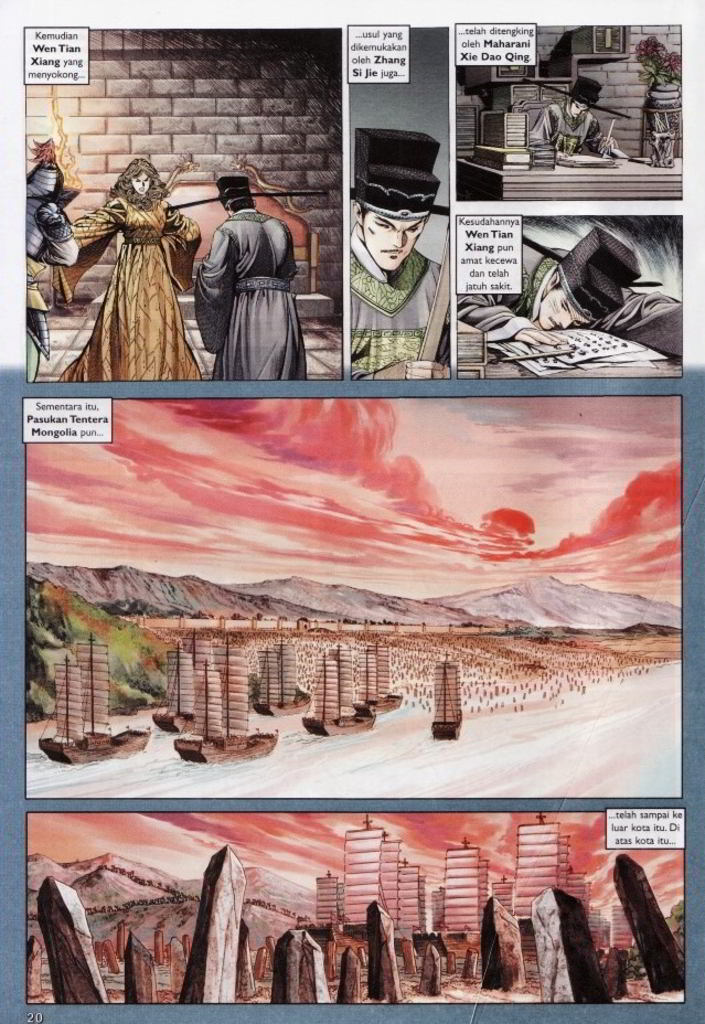 Kemudian
Wen Tian
Xiang yang
menyokong...
...usul yang
dikemukakan
oleh Zhang
Si Jie juga...
...telah ditengking
oleh Maharani
Xie Dao Qing.
Kesudahannya
Wen Tian
Xiang pun
amat kecewa
dan telah
jatuh sakit.
Sementara itu,
Pasukan Tentera
Mongolia pun...
...telah sampai ke
luar kota itu. Di
atas kota itu...
20